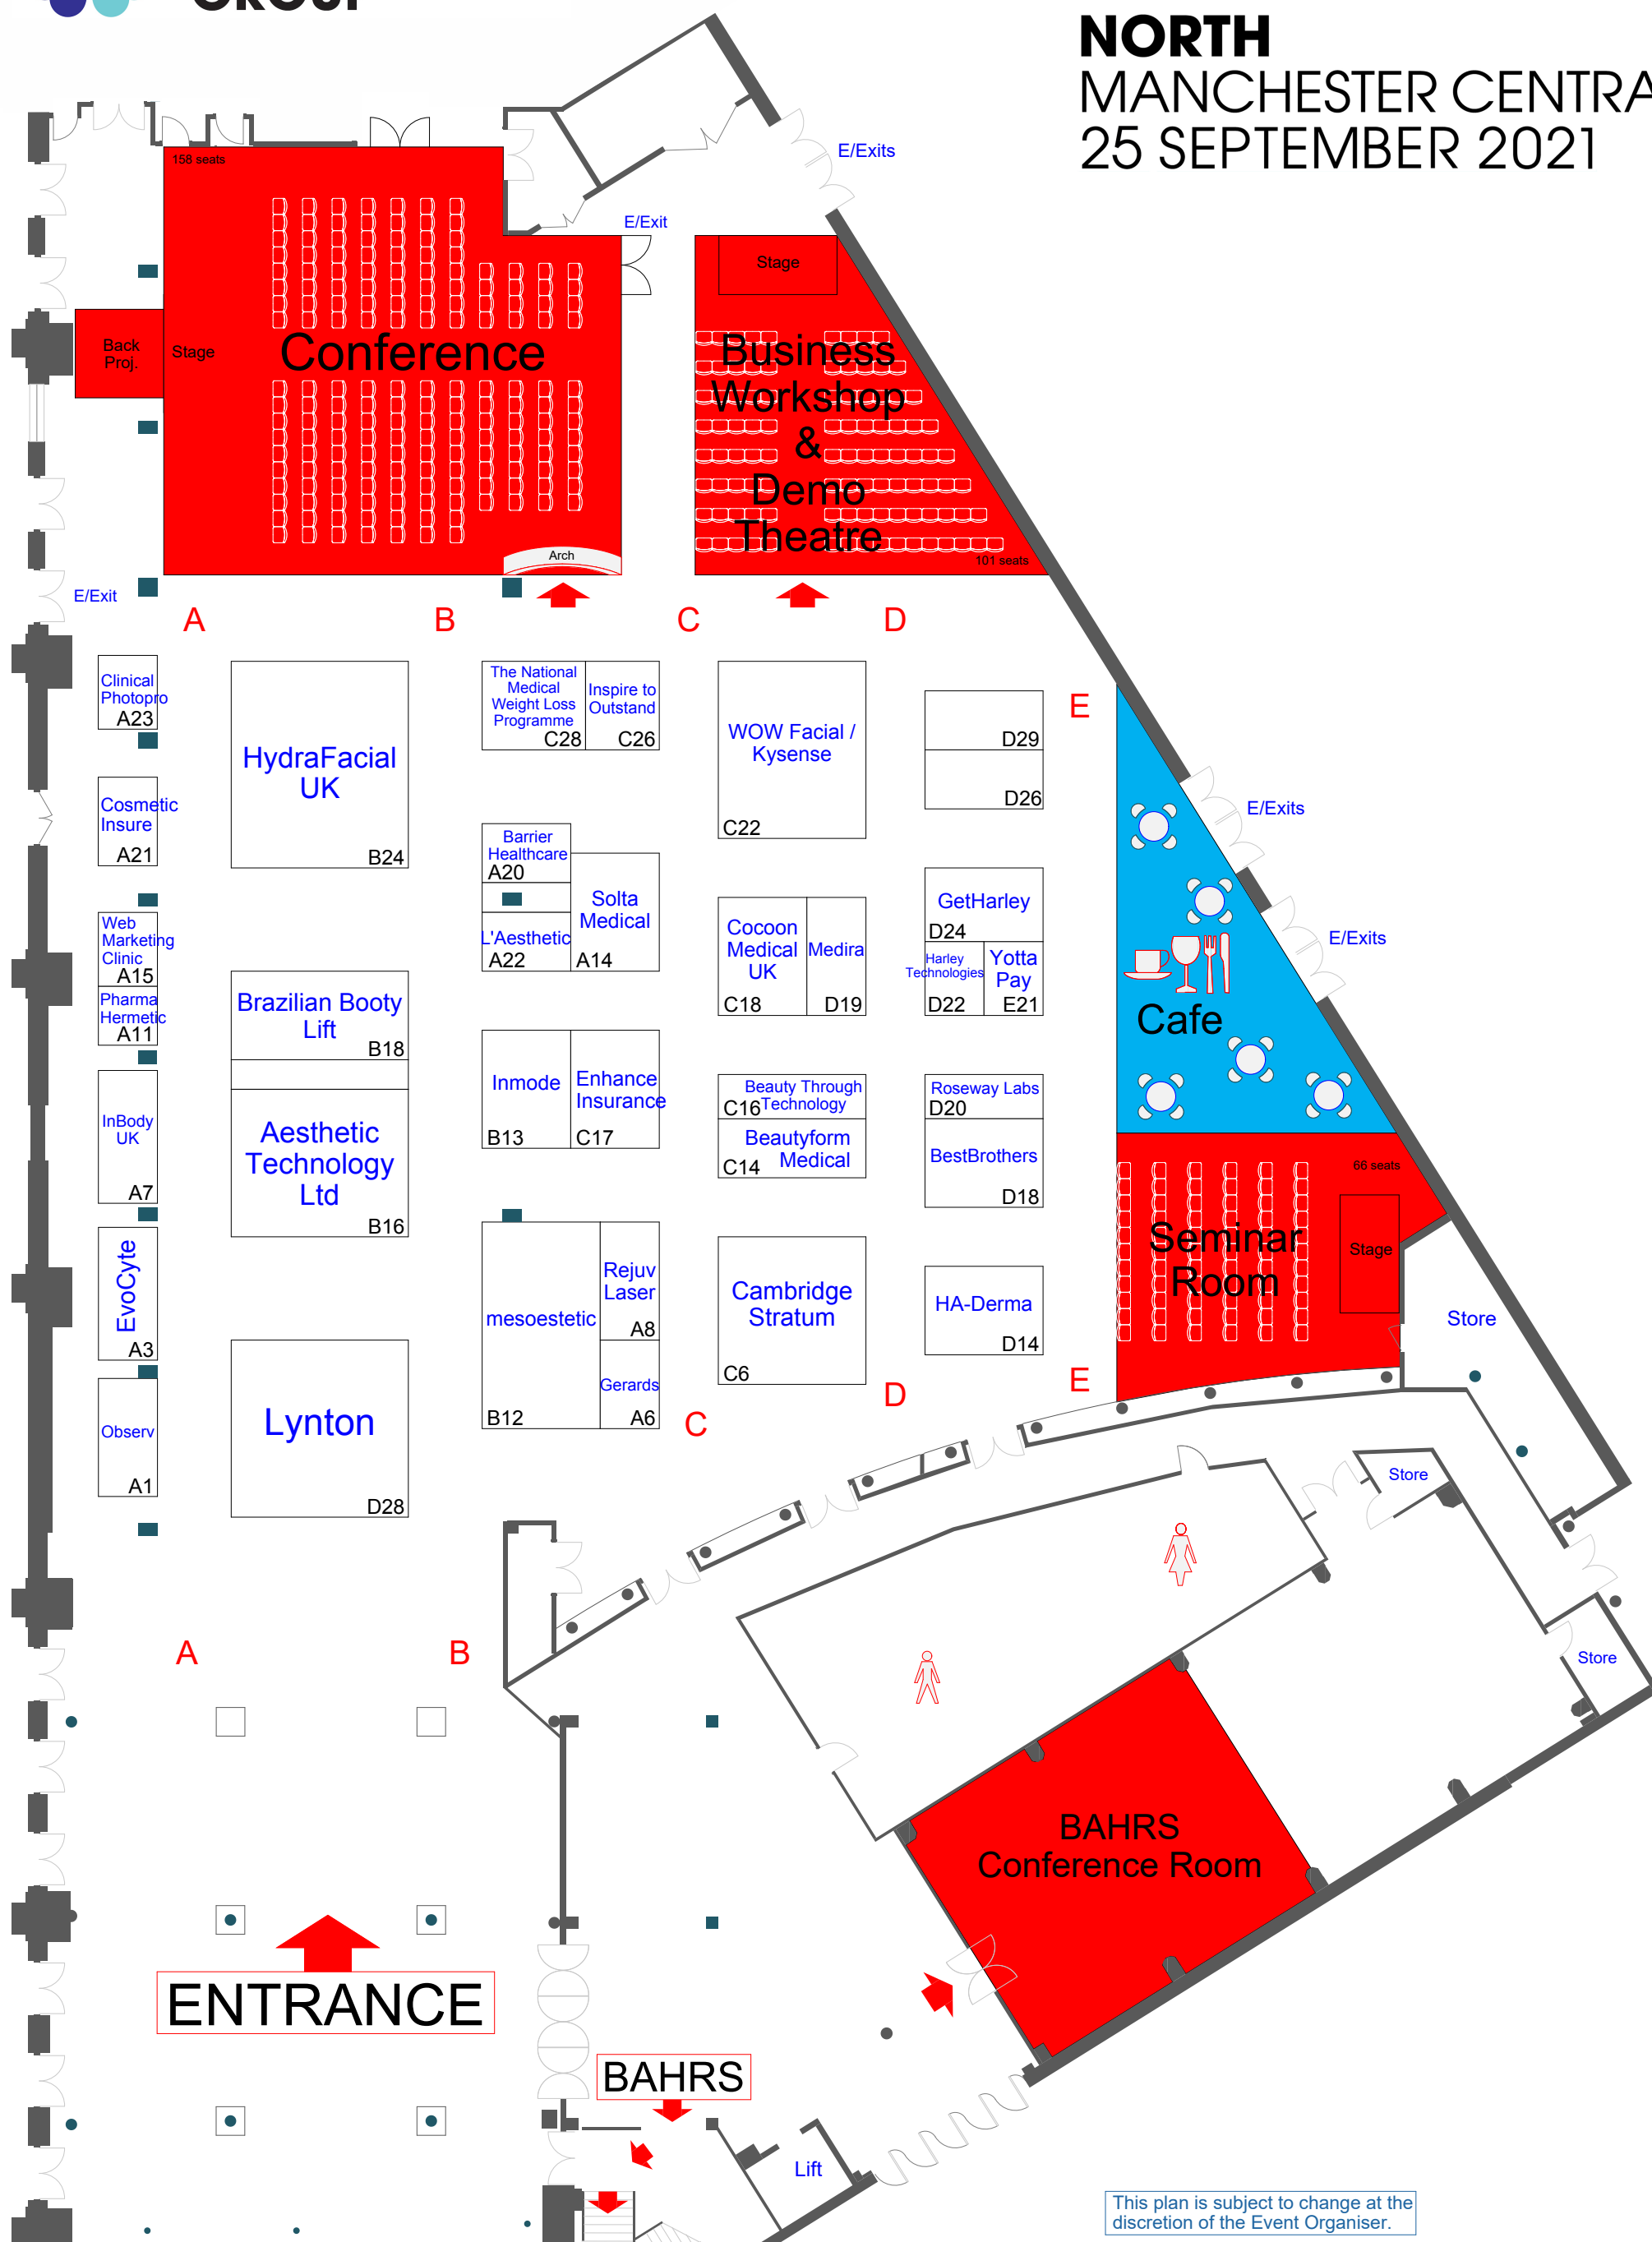 GROUP
NORTH
MANCHESTER CENTRA
25 SEPTEMBER 2021
158 seats
E/Exits
E/Exit
Stage
Back
Proj.
Stage
Conference
Business
Workshop
&
Demo
Theatre
Arch
101 seats
E/Exit
A
B
C
D
Clinical
Photopro
A23
HydraFacial
UK
B24
The National
Medical
Weight Loss
Programme
C28
Inspire to
Outstand
C26
WOW Facial /
Kysense
C22
D29
D26
E
E/Exits
Cosmetic
Insure
A21
Barrier
Healthcare
A20
Solta
Medical
A14
L'Aesthetic
A22
Cocoon
Medical
UK
C18
Medira
D19
GetHarley
D24
Harley
Technologies
D22
Yotta
Pay
E21
E/Exits
Cafe
Web
Marketing
Clinic
A15
Pharma
Hermetic
A11
Brazilian Booty
Lift
B18
InBody
UK
A7
Aesthetic
Technology
Ltd
B16
Inmode
B13
Enhance
Insurance
C17
Beauty Through
C16 Technology
Beautyform
Medical
C14
Roseway Labs
D20
BestBrothers
D18
66 seats
Seminar
Room
Stage
EvoCyte
A3
mesoestetic
B12
Rejuv
Laser
A8
Gerards
A6
Cambridge
Stratum
C6
HA-Derma
D14
Store
Observ
A1
Lynton
D28
C
D
E
Store
A
B
Store
BAHRS
Conference Room
ENTRANCE
BAHRS
Lift
This plan is subject to change at the
discretion of the Event Organiser.